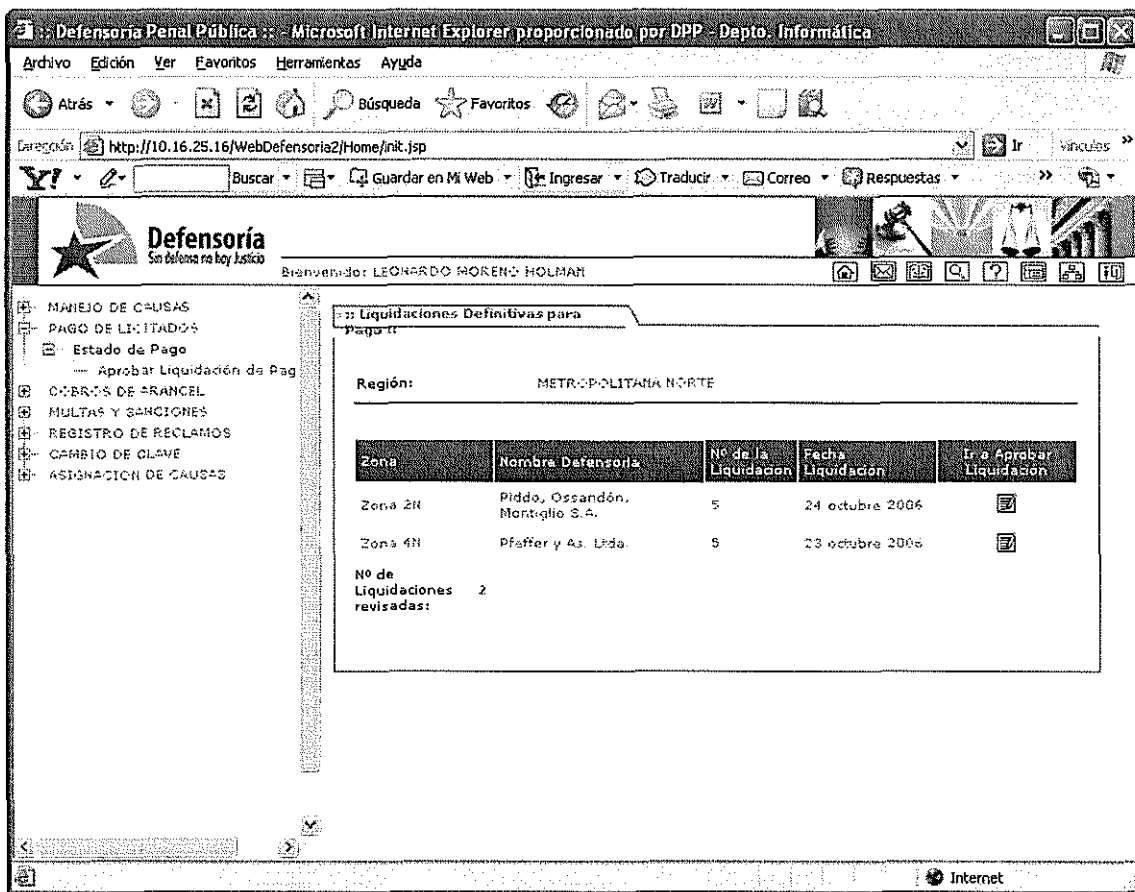 :: Defensoría Penal Pública :: - Microsoft Internet Explorer proporcionado por DPP - Depto. Informática
Archivo Edición Ver Favoritos Herramientas Ayuda
Atrás Búsqueda Favoritos
Dirección http://10.16.25.16/WebDefensoria2/Home/init.jsp Ir Vínculos »
Y! Buscar Guardar en Mi Web Ingresar Traducir Correo Respuestas »
Defensoría
Sin defensa no hay Justicia
Bienvenido: LEONARDO MORENO HOLMAN
MANEJO DE CAUSAS
PAGO DE LICITADOS
Estado de Pago
Aprobar Liquidación de Pag
COBROS DE ARANCEL
MULTAS Y SANCIONES
REGISTRO DE RECLAMOS
CAMBIO DE CLAVE
ASIGNACION DE CAUSAS
:: Liquidaciones Definitivas para
Pago ::
Región: METROPOLITANA NORTE
Zona Nombre Defensoría Nº de la Liquidación Fecha Liquidación Ir a Aprobar Liquidación
Zona 2N Piddo, Ossandón, Montiglio S.A. 5 24 octubre 2006
Zona 4N Pfeffer y As. Ltda. 5 23 octubre 2006
Nº de
Liquidaciones 2
revisadas:
Internet